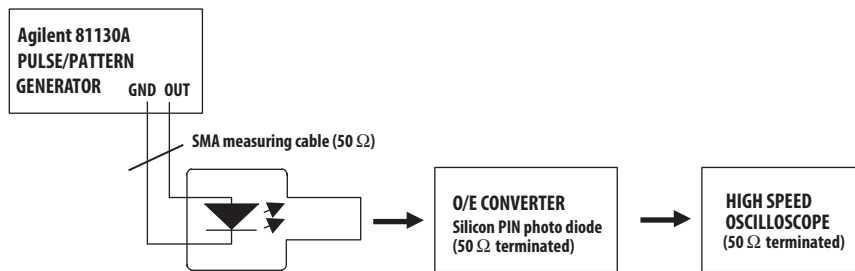 Agilent 81130A
PULSE/PATTERN
GENERATOR
GND OUT
SMA measuring cable (50 Ω)
O/E CONVERTER
Silicon PIN photo diode
(50 Ω terminated)
HIGH SPEED
OSCILLOSCOPE
(50 Ω terminated)